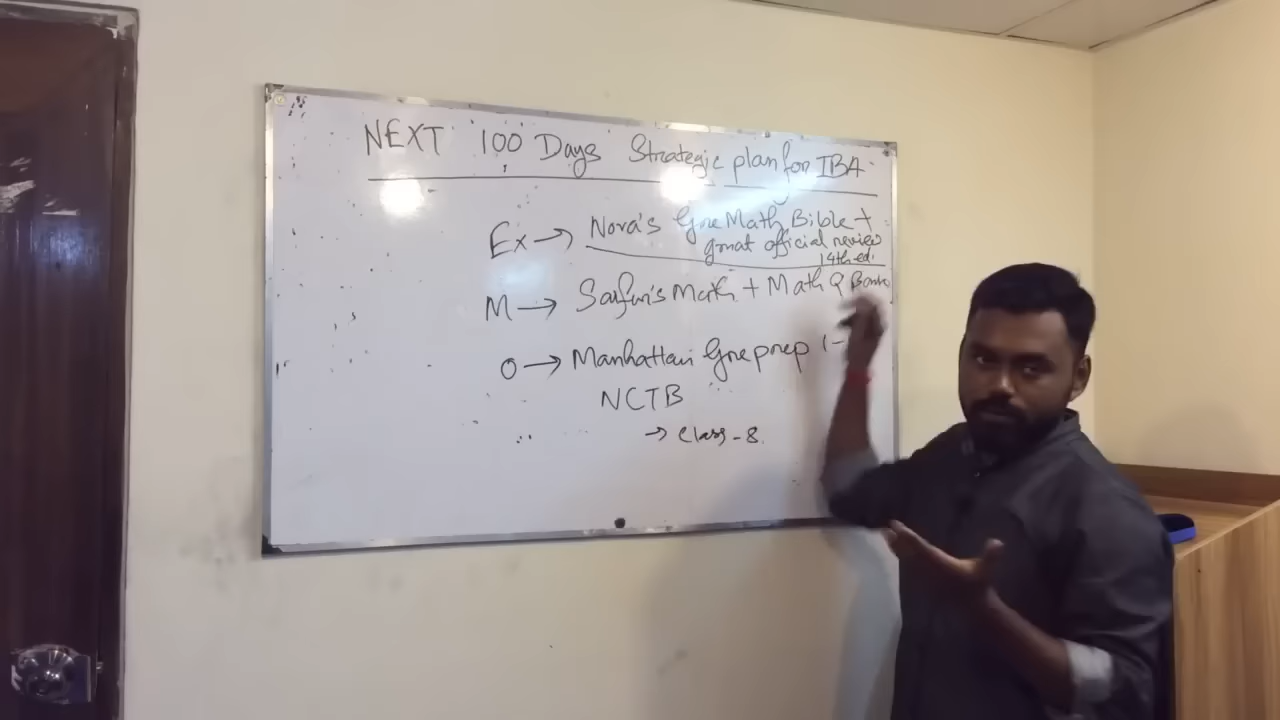 NEXT 100 Days Strategic plan for IBA
Ex → Nova's Gre Math Bible +
gmat official review
14th ed.
M → Saifur's Math + Math Q Bank
O → Manhattan Gre prep 1-
NCTB
→ Class - 8.